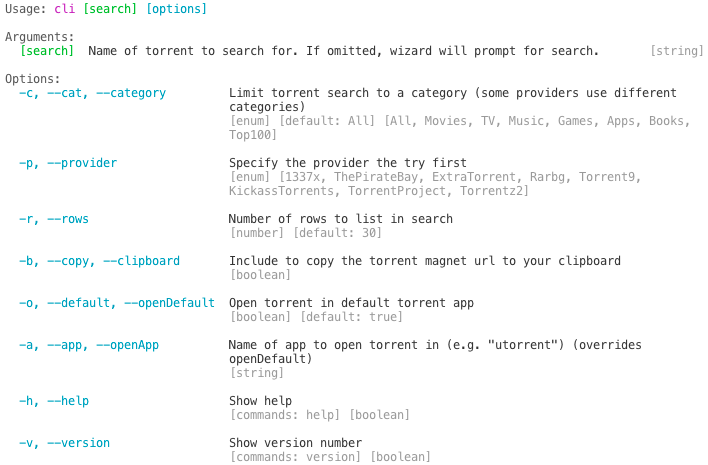 Usage: cli [search] [options]
Arguments:
[search] Name of torrent to search for. If omitted, wizard will prompt for search. [string]
Options:
-c, --cat, --category Limit torrent search to a category (some providers use different
categories)
[enum] [default: All] [All, Movies, TV, Music, Games, Apps, Books,
Top100]
-p, --provider Specify the provider the try first
[enum] [1337x, ThePirateBay, ExtraTorrent, Rarbg, Torrent9,
KickassTorrents, TorrentProject, Torrentz2]
-r, --rows Number of rows to list in search
[number] [default: 30]
-b, --copy, --clipboard Include to copy the torrent magnet url to your clipboard
[boolean]
-o, --default, --openDefault Open torrent in default torrent app
[boolean] [default: true]
-a, --app, --openApp Name of app to open torrent in (e.g. "utorrent") (overrides
openDefault)
[string]
-h, --help Show help
[commands: help] [boolean]
-v, --version Show version number
[commands: version] [boolean]